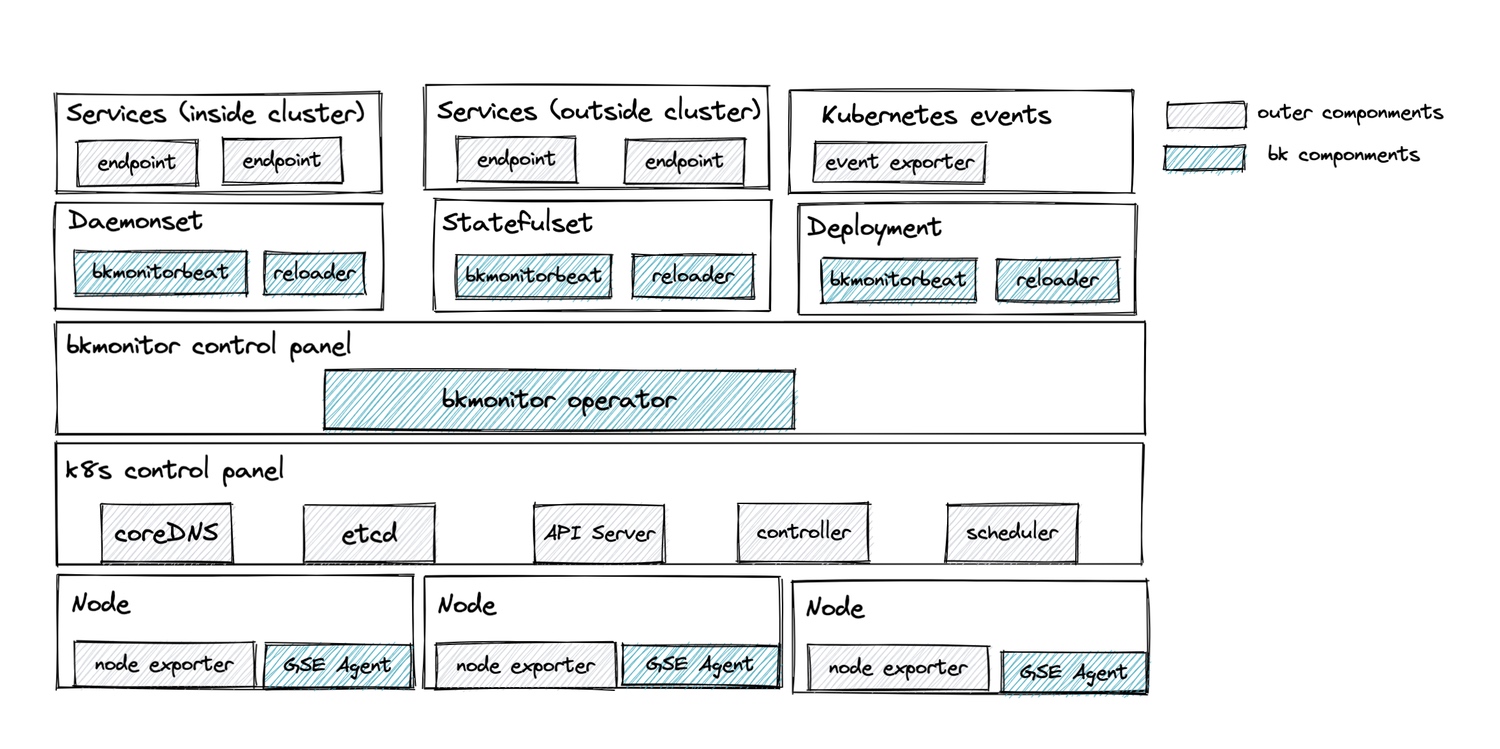 Services (inside cluster)
endpoint
endpoint
Services (outside cluster)
endpoint
endpoint
Kubernetes events
event exporter
outer componments
bk componments
Daemonset
bkmonitorbeat
reloader
Statefulset
bkmonitorbeat
reloader
Deployment
bkmonitorbeat
reloader
bkmonitor control panel
bkmonitor operator
k8s control panel
coreDNS
etcd
API Server
controller
scheduler
Node
node exporter
GSE Agent
Node
node exporter
GSE Agent
Node
node exporter
GSE Agent